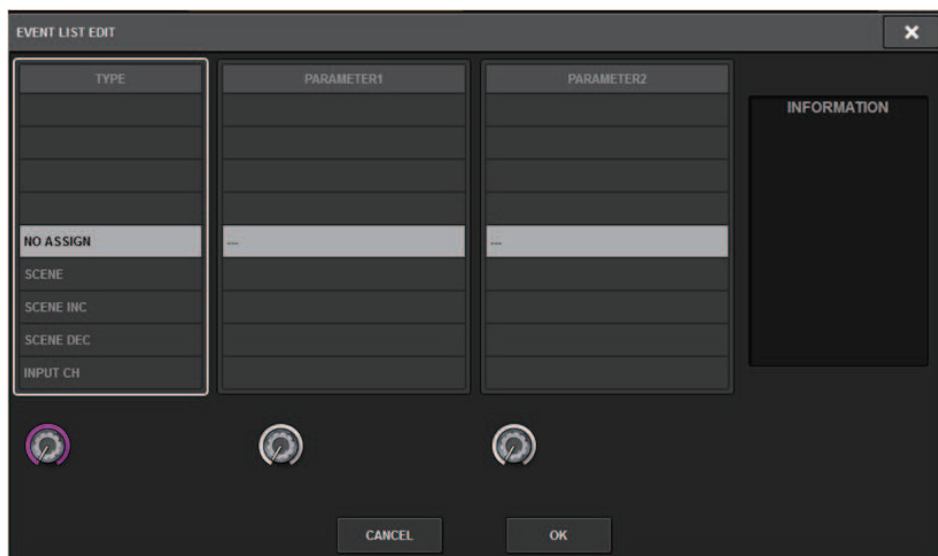 EVENT LIST EDIT
TYPE PARAMETER1 PARAMETER2
INFORMATION
NO ASSIGN --- ---
SCENE
SCENE INC
SCENE DEC
INPUT CH
CANCEL OK